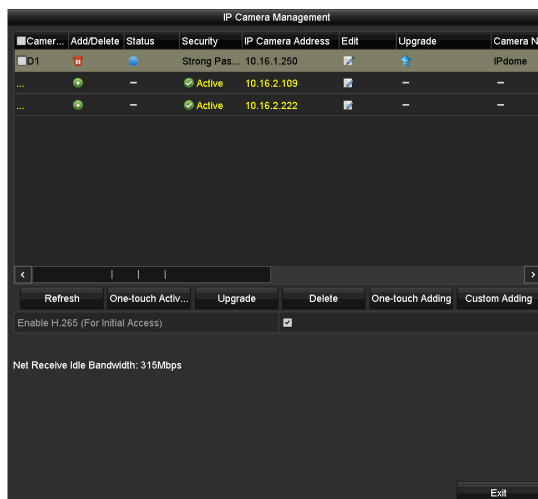 IP Camera Management
Camer... Add/Delete Status Security IP Camera Address Edit Upgrade Camera N
D1 Strong Pas... 10.16.1.250 IPdome
... – Active 10.16.2.109 – –
... – Active 10.16.2.222 – –
Refresh One-touch Activ... Upgrade Delete One-touch Adding Custom Adding
Enable H.265 (For Initial Access)
Net Receive Idle Bandwidth: 315Mbps
Exit